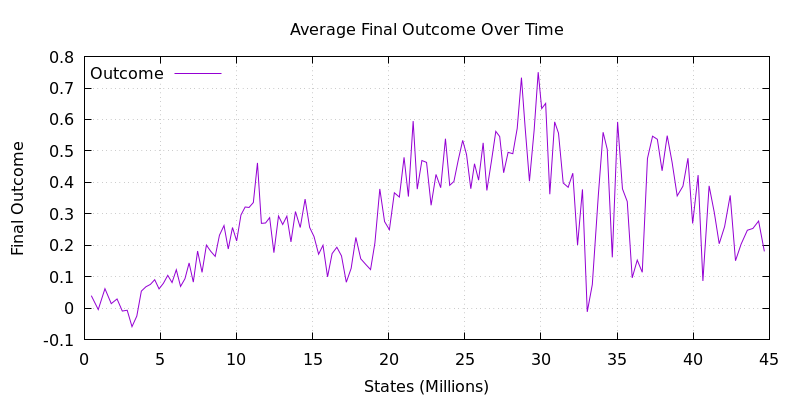 Average Final Outcome Over Time
Outcome
Final Outcome
0.8
0.7
0.6
0.5
0.4
0.3
0.2
0.1
0
-0.1
0 5 10 15 20 25 30 35 40 45
States (Millions)